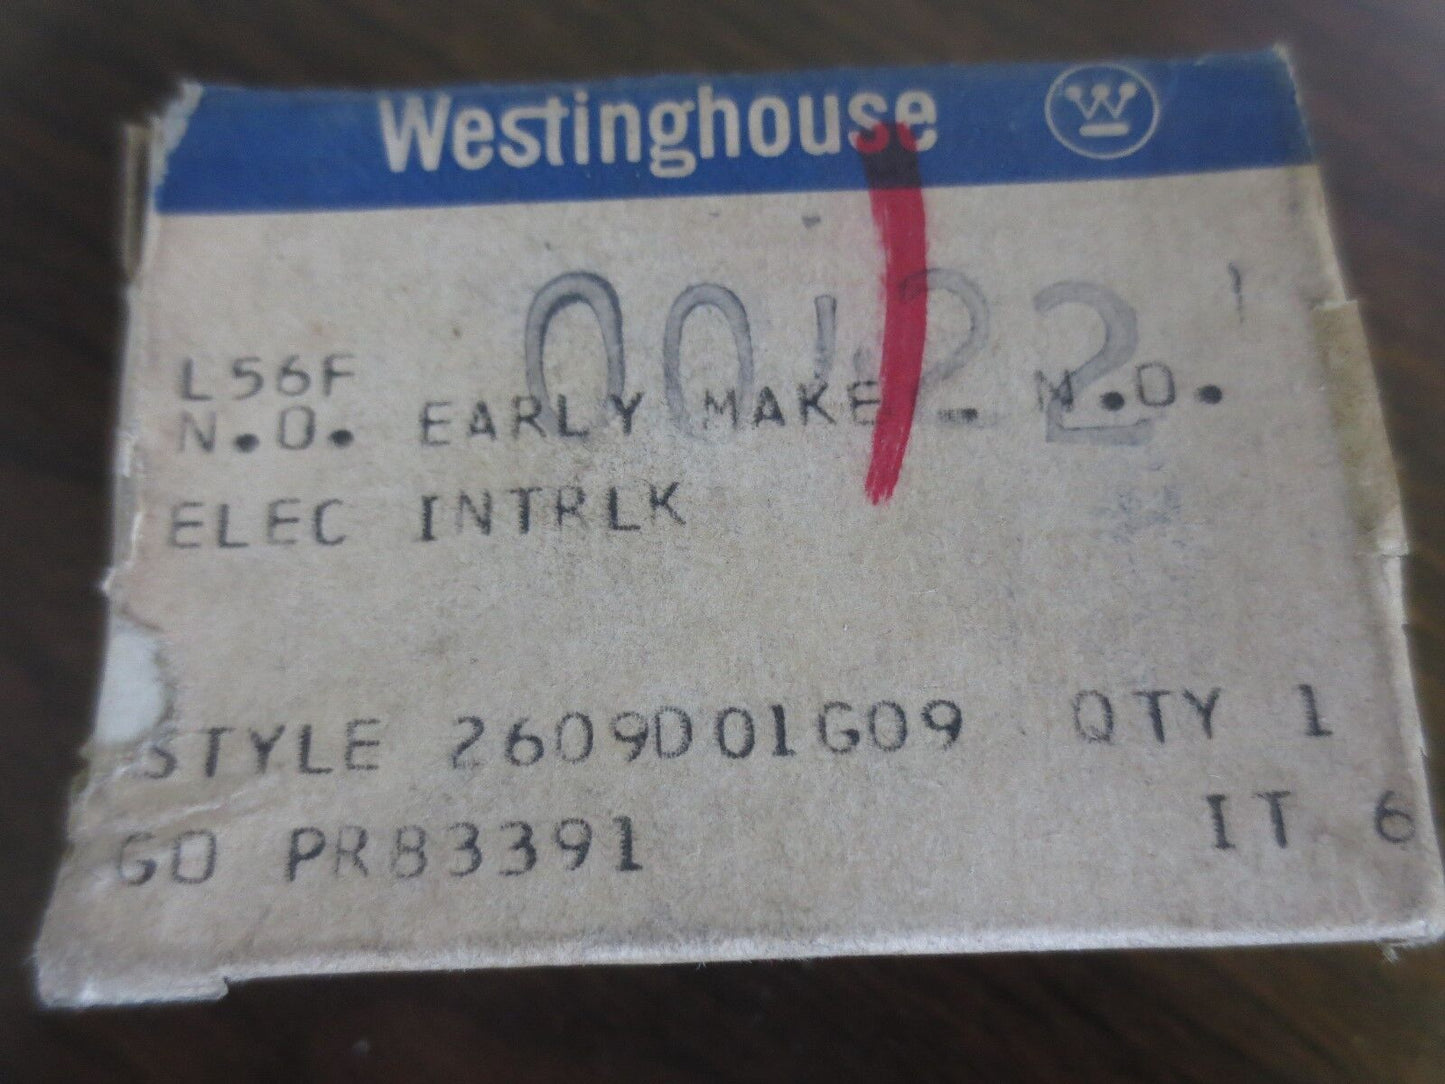 Westinghouse
L56F
N.O. EARLY MAKE - N.O.
ELEC INTRLK
STYLE 2609D01G09 QTY 1
GO PR83391 IT 6